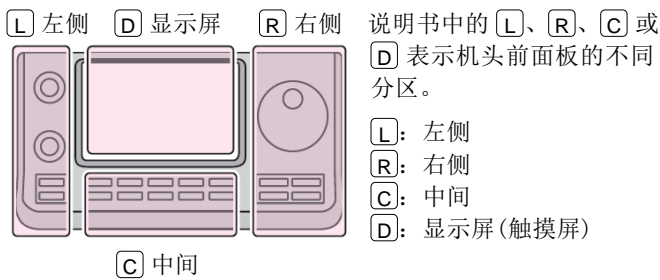 L 左侧 D 显示屏 R 右侧
C 中间
说明书中的 L、R、C 或
D 表示机头前面板的不同
分区。
L：左侧
R：右侧
C：中间
D：显示屏(触摸屏)